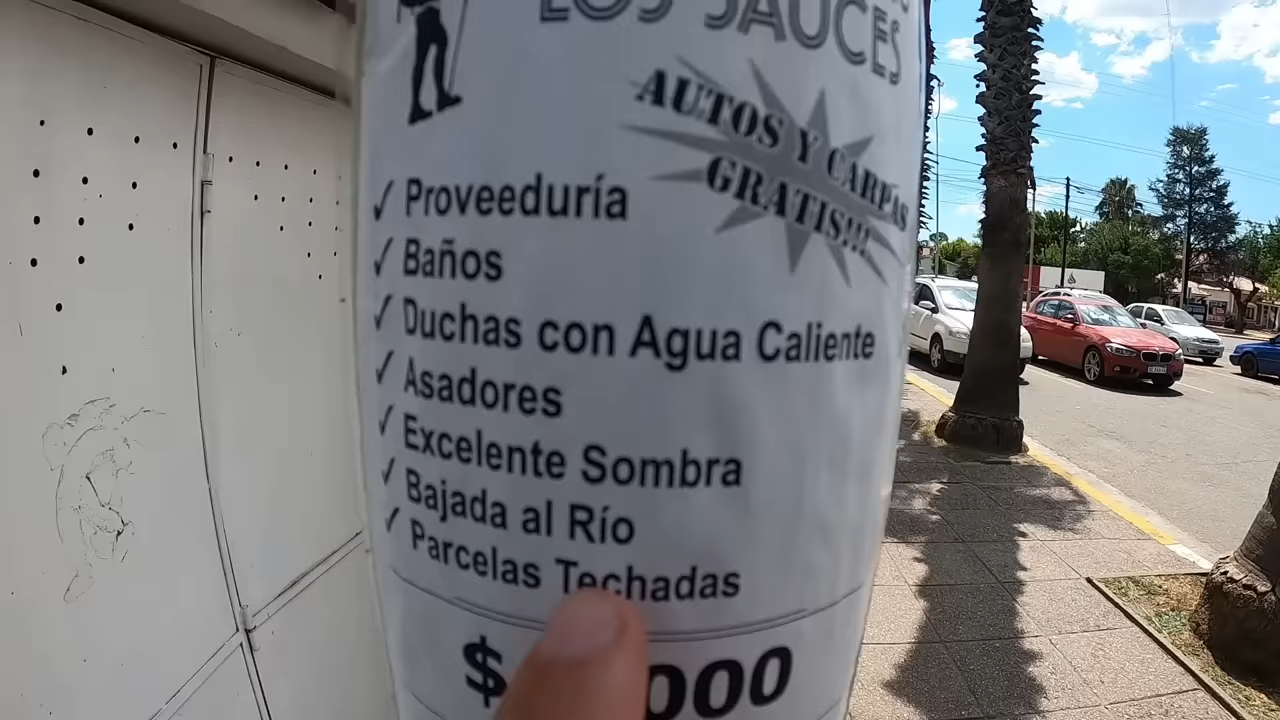 LOS SAUCES
AUTOS Y CARPAS
GRATIS!!!
✓ Proveeduría
✓ Baños
✓ Duchas con Agua Caliente
✓ Asadores
✓ Excelente Sombra
✓ Bajada al Río
✓ Parcelas Techadas
$ 000